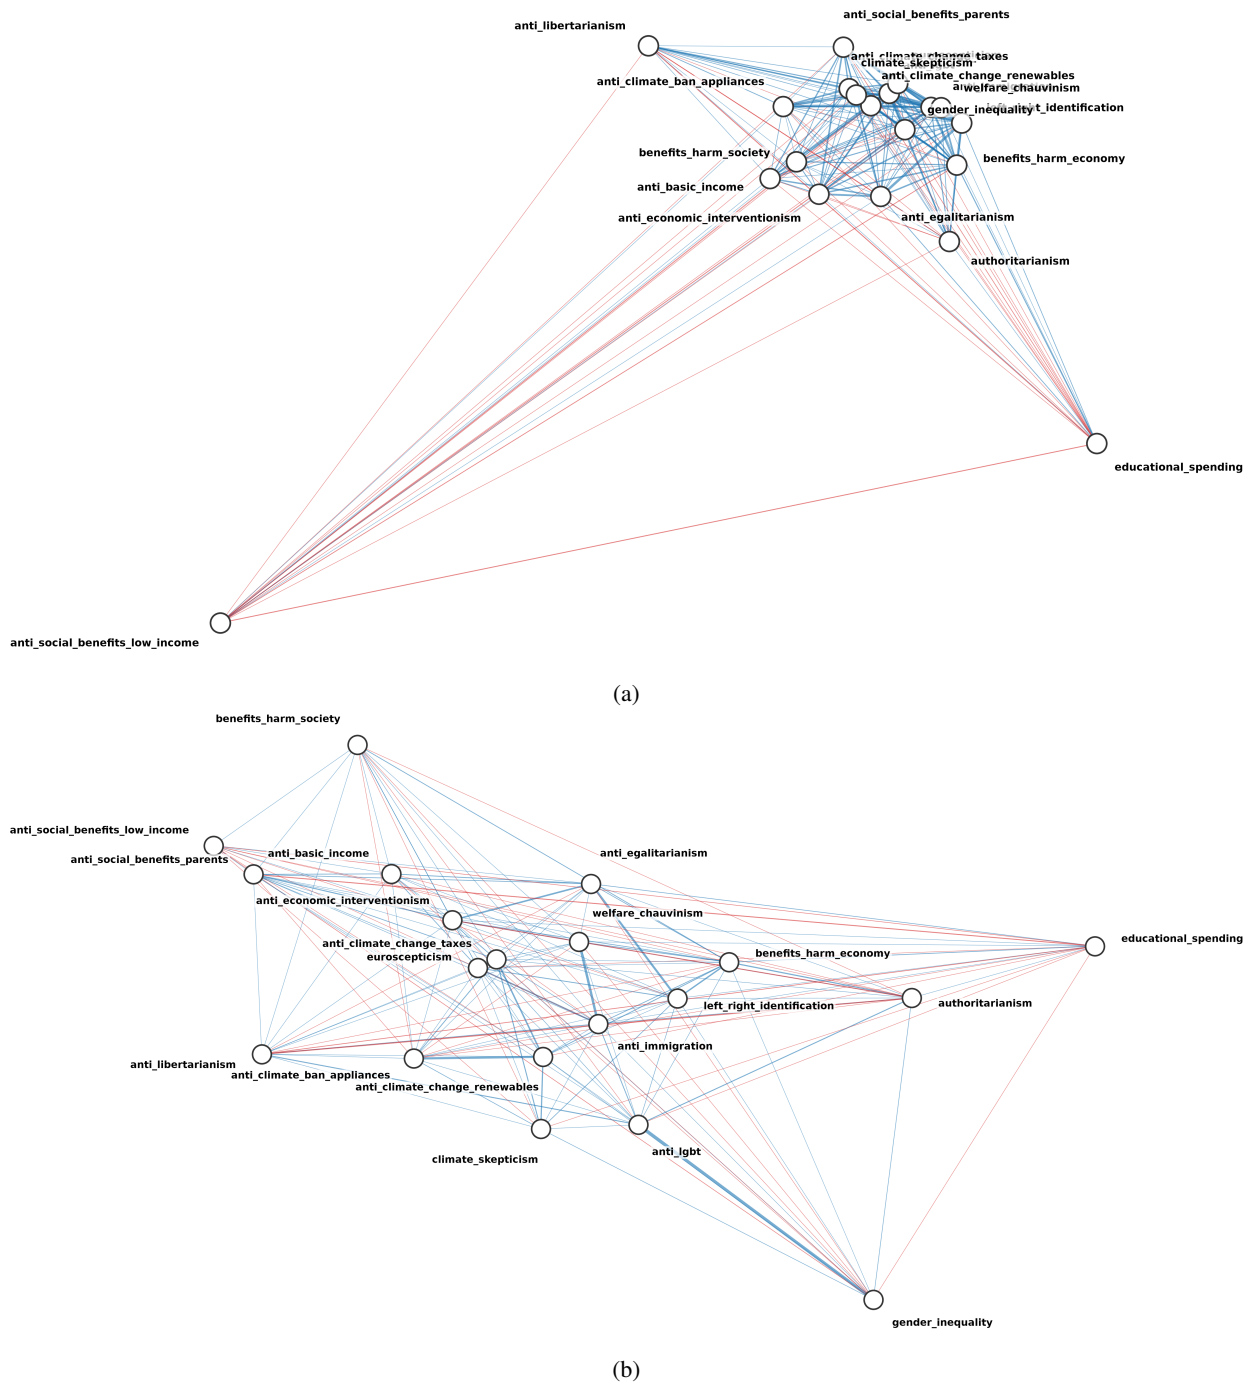 anti_social_benefits_parents
anti_libertarianism
anti_climate_change_taxes
climate_skepticism
anti_climate_change_renewables
anti_climate_ban_appliances
welfare_chauvinism
gender_inequality
identification
benefits_harm_society
benefits_harm_economy
anti_basic_income
anti_economic_interventionism
anti_egalitarianism
authoritarianism
educational_spending
anti_social_benefits_low_income
(a)
benefits_harm_society
anti_social_benefits_low_income
anti_social_benefits_parents
anti_basic_income
anti_egalitarianism
anti_economic_interventionism
welfare_chauvinism
anti_climate_change_taxes
euroscepticism
benefits_harm_economy
educational_spending
left_right_identification
authoritarianism
anti_immigration
anti_libertarianism
anti_climate_ban_appliances
anti_climate_change_renewables
anti_lgbt
climate_skepticism
gender_inequality
(b)